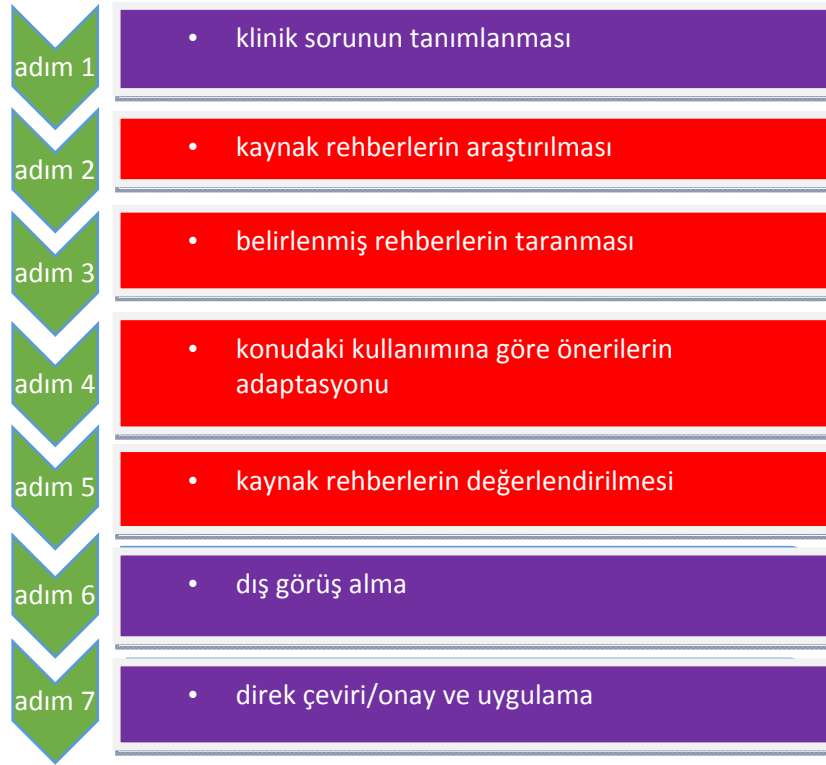 adım 1
• klinik sorunun tanımlanması
adım 2
• kaynak rehberlerin araştırılması
adım 3
• belirlenmiş rehberlerin taranması
adım 4
• konudaki kullanımına göre önerilerin
adaptasyonu
adım 5
• kaynak rehberlerin değerlendirilmesi
adım 6
• dış görüş alma
adım 7
• direk çeviri/onay ve uygulama